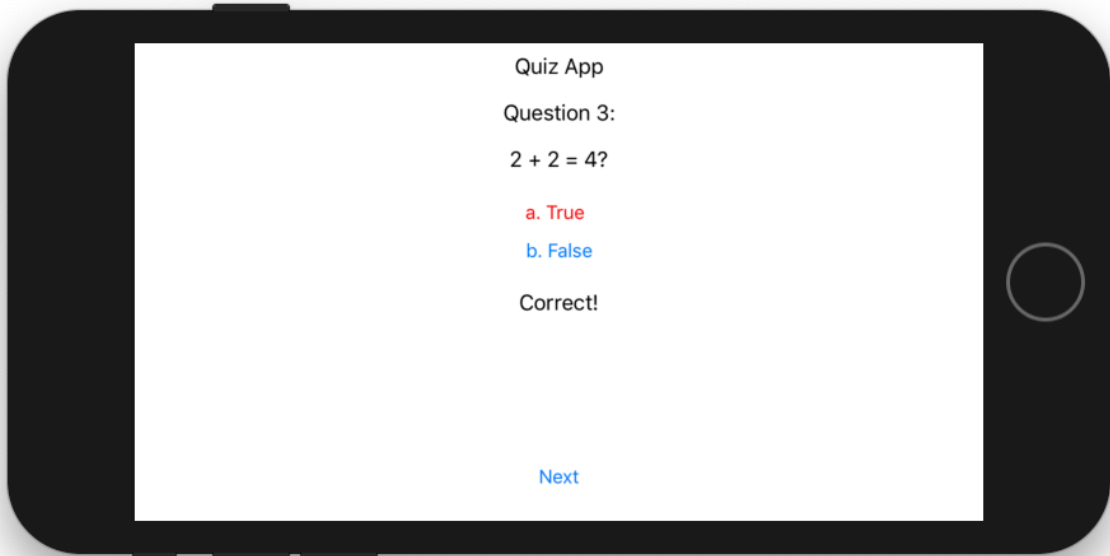 Quiz App
Question 3:
2 + 2 = 4?
a. True
b. False
Correct!
Next